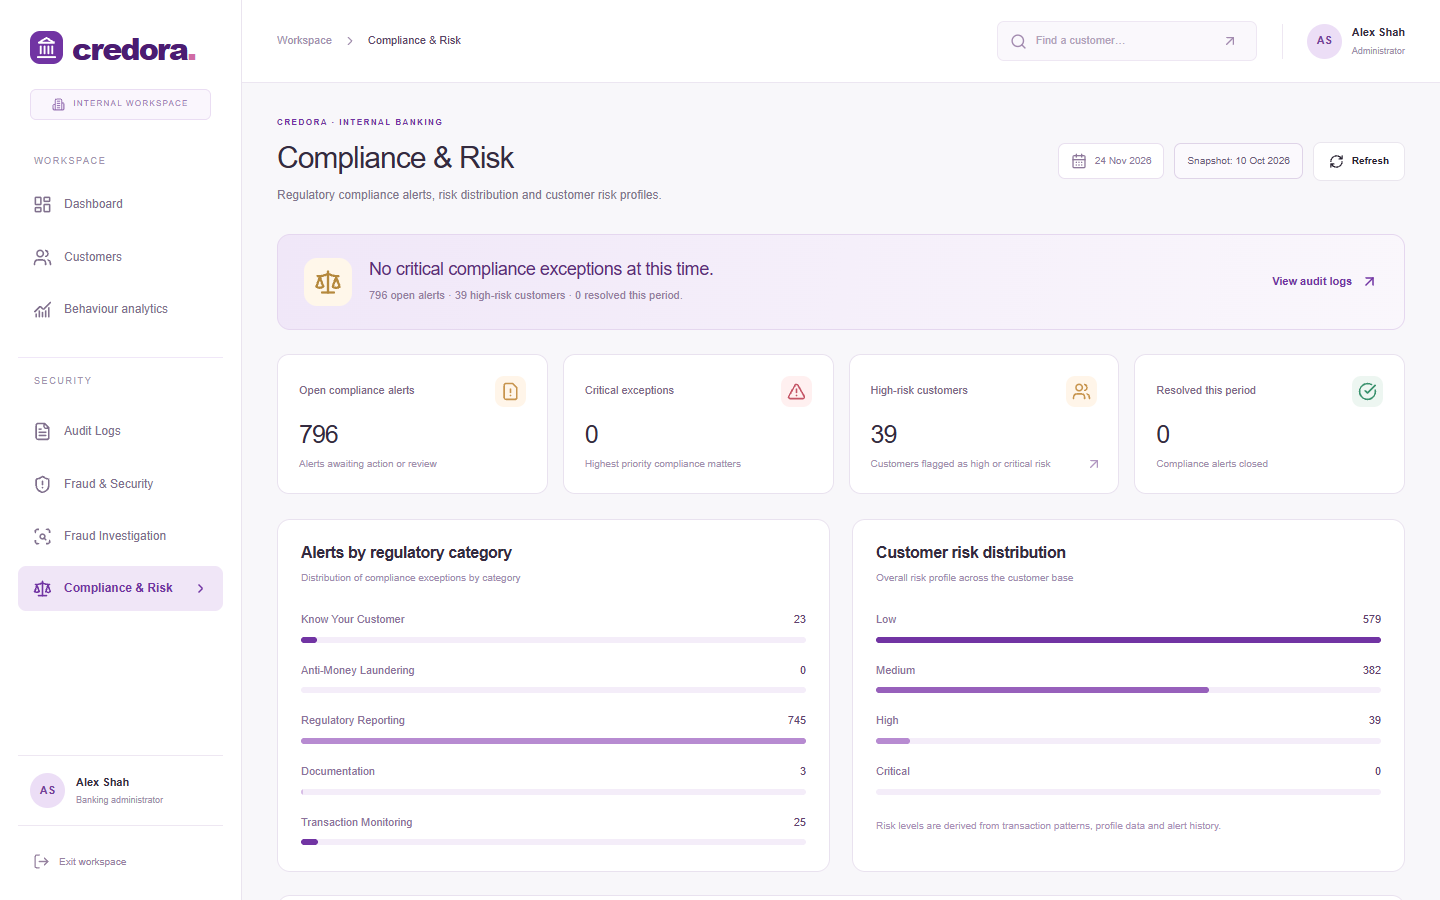 credora.
INTERNAL WORKSPACE
WORKSPACE
Dashboard
Customers
Behaviour analytics
SECURITY
Audit Logs
Fraud & Security
Fraud Investigation
Compliance & Risk
AS
Alex Shah
Banking administrator
Exit workspace
Workspace
Compliance & Risk
Find a customer...
AS
Alex Shah
Administrator
CREDORA · INTERNAL BANKING
Compliance & Risk
Regulatory compliance alerts, risk distribution and customer risk profiles.
24 Nov 2026
Snapshot: 10 Oct 2026
Refresh
No critical compliance exceptions at this time.
796 open alerts · 39 high-risk customers · 0 resolved this period.
View audit logs
Open compliance alerts
796
Alerts awaiting action or review
Critical exceptions
0
Highest priority compliance matters
High-risk customers
39
Customers flagged as high or critical risk
Resolved this period
0
Compliance alerts closed
Alerts by regulatory category
Distribution of compliance exceptions by category
Know Your Customer 23
Anti-Money Laundering 0
Regulatory Reporting 745
Documentation 3
Transaction Monitoring 25
Customer risk distribution
Overall risk profile across the customer base
Low 579
Medium 382
High 39
Critical 0
Risk levels are derived from transaction patterns, profile data and alert history.